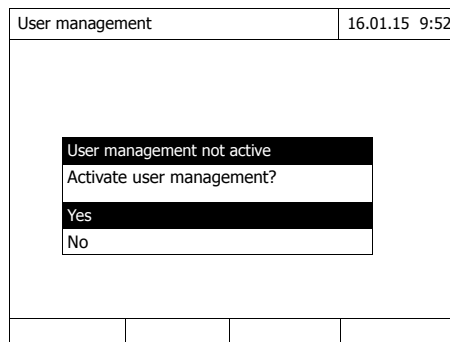 User management 16.01.15 9:52
User management not active
Activate user management?
Yes
No